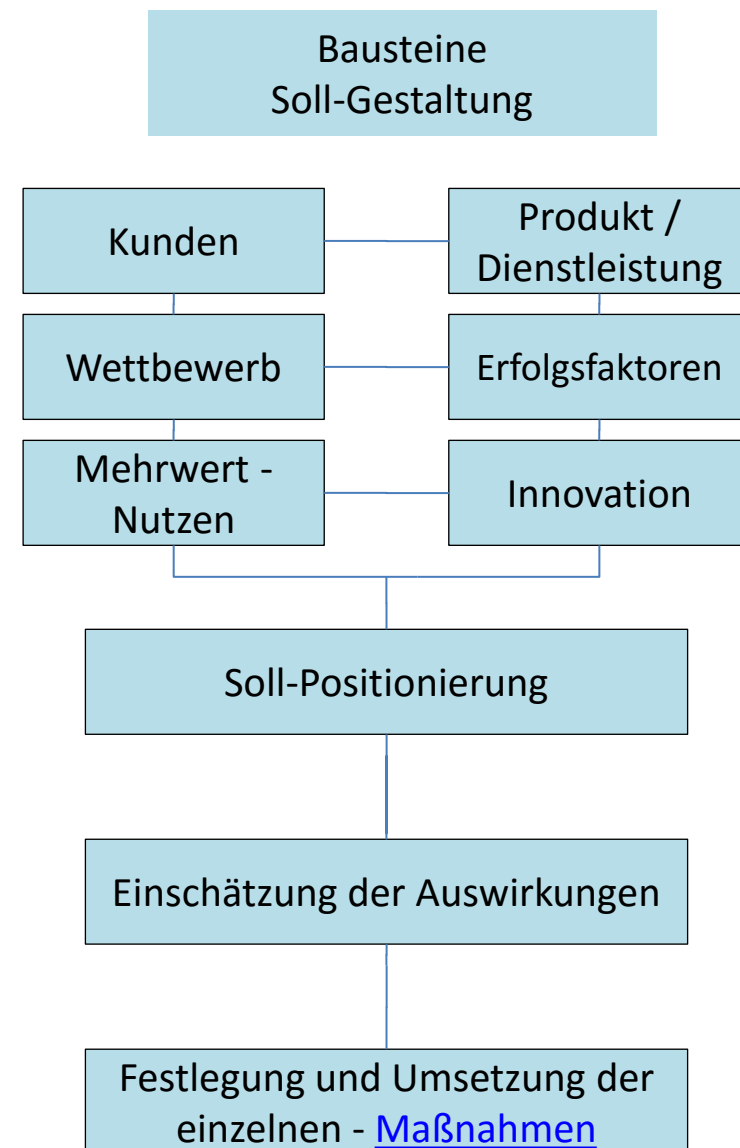 Bausteine
Soll-Gestaltung
Kunden
Produkt /
Dienstleistung
Wettbewerb
Erfolgsfaktoren
Mehrwert -
Nutzen
Innovation
Soll-Positionierung
Einschätzung der Auswirkungen
Festlegung und Umsetzung der
einzelnen - Maßnahmen